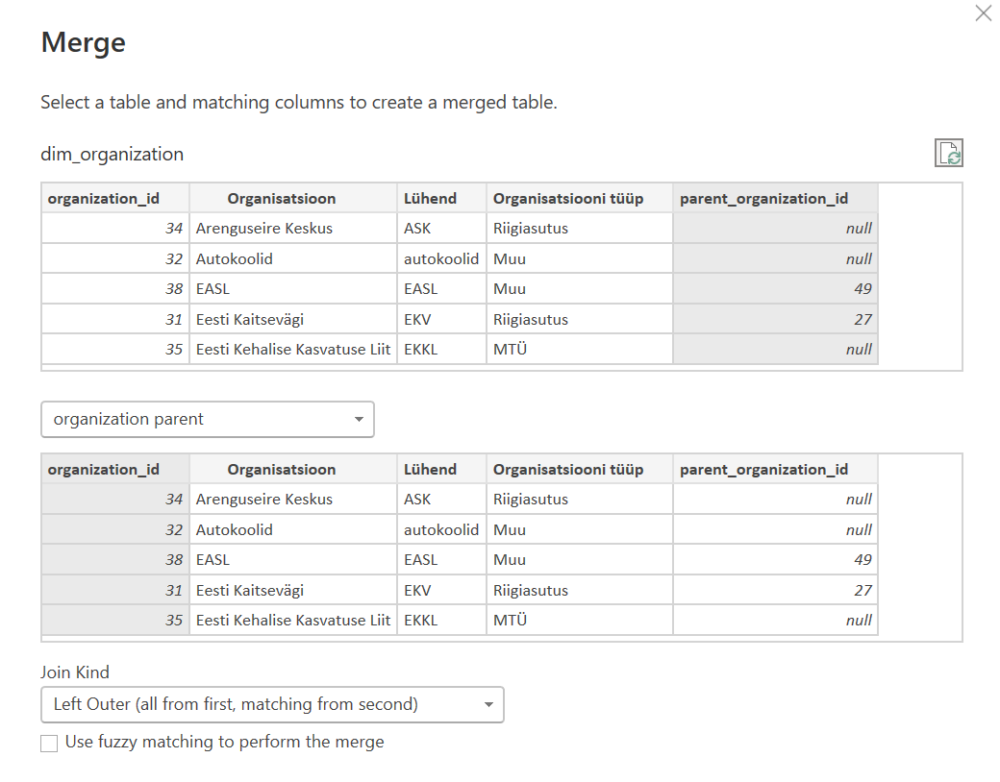 Merge
Select a table and matching columns to create a merged table.
dim_organization
organization_id Organisatsioon Lühend Organisatsiooni tüüp parent_organization_id
34 Arenguseire Keskus ASK Riigiasutus null
32 Autokoolid autokoolid Muu null
38 EASL EASL Muu 49
31 Eesti Kaitsevägi EKV Riigiasutus 27
35 Eesti Kehalise Kasvatuse Liit EKKL MTÜ null
organization parent
organization_id Organisatsioon Lühend Organisatsiooni tüüp parent_organization_id
34 Arenguseire Keskus ASK Riigiasutus null
32 Autokoolid autokoolid Muu null
38 EASL EASL Muu 49
31 Eesti Kaitsevägi EKV Riigiasutus 27
35 Eesti Kehalise Kasvatuse Liit EKKL MTÜ null
Join Kind
Left Outer (all from first, matching from second)
Use fuzzy matching to perform the merge